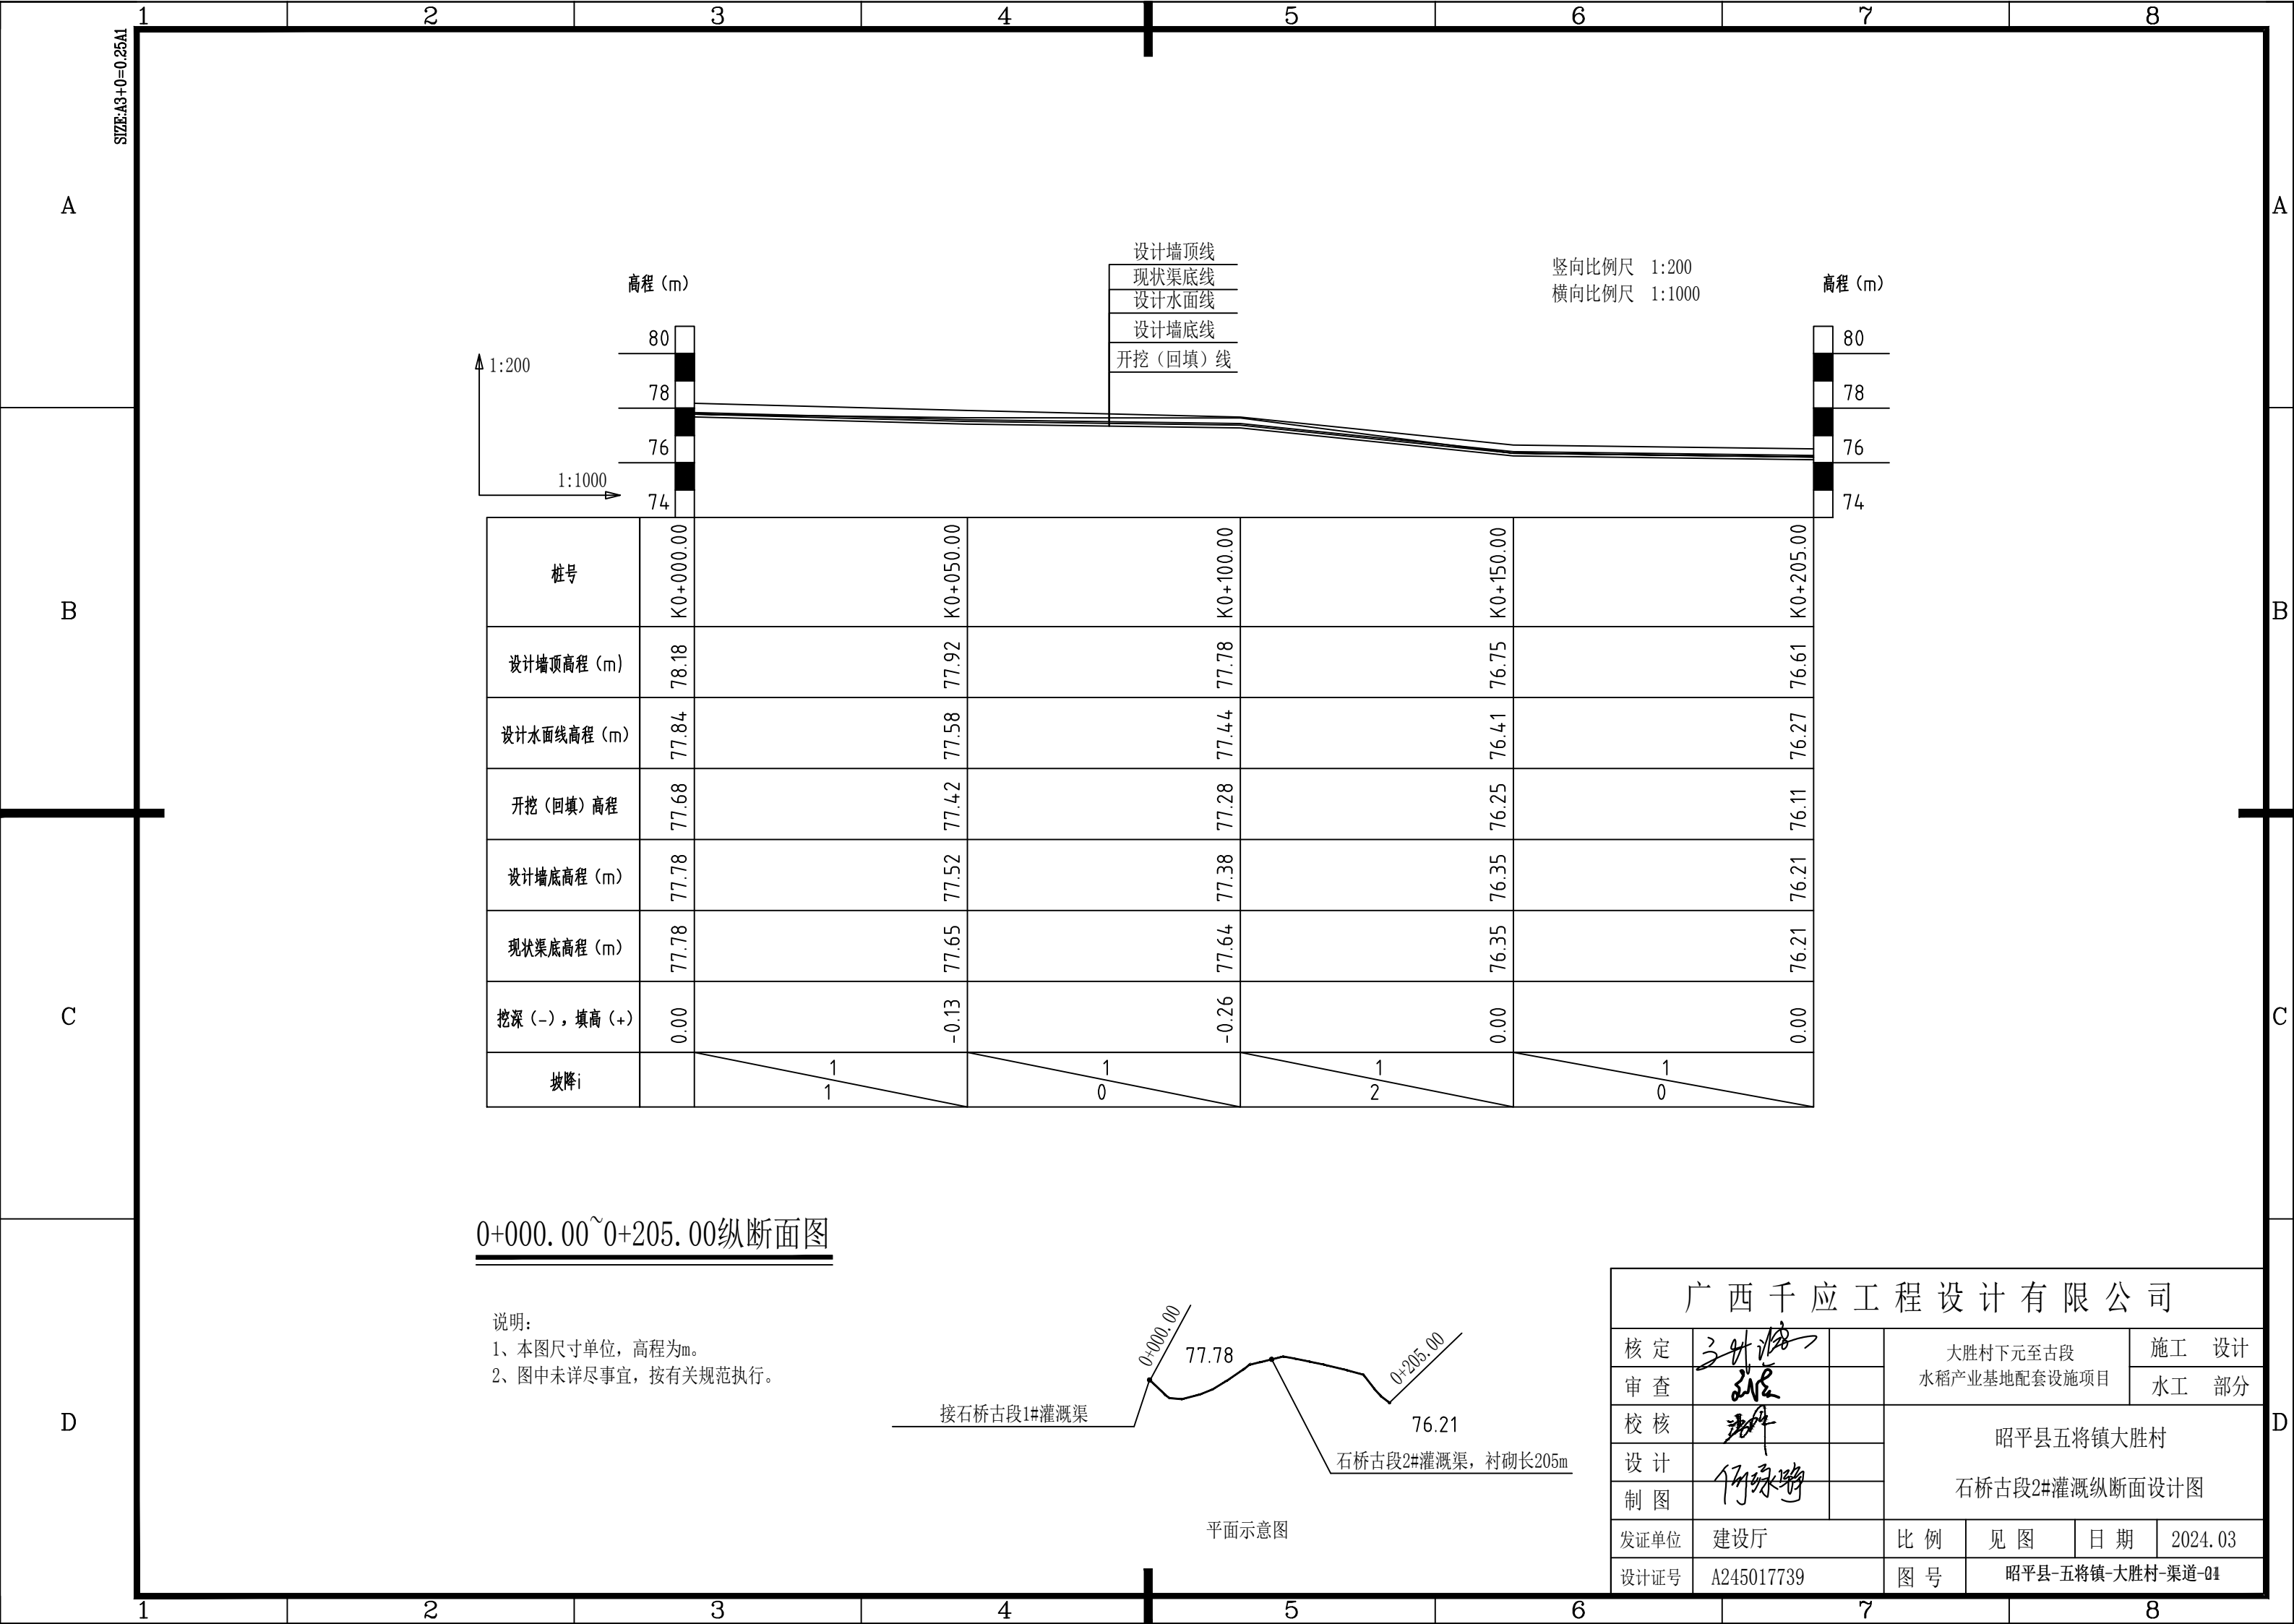 1 2 3 4 5 6 7 8
SIZE:A3+0=0.25A1
A A
B B
C C
D D
设计墙顶线
现状渠底线
设计水面线
设计墙底线
开挖（回填）线
竖向比例尺 1:200
横向比例尺 1:1000
高程（m） 高程（m）
80 80
78 78
76 76
74 74
1:200
1:1000
桩号 K0+000.00 K0+050.00 K0+100.00 K0+150.00 K0+205.00
设计墙顶高程（m） 78.18 77.92 77.78 76.75 76.61
设计水面线高程（m） 77.84 77.58 77.44 76.41 76.27
开挖（回填）高程 77.68 77.42 77.28 76.25 76.11
设计墙底高程（m） 77.78 77.52 77.38 76.35 76.21
现状渠底高程（m） 77.78 77.65 77.64 76.35 76.21
挖深（-），填高（+） 0.00 -0.13 -0.26 0.00 0.00
坡降i 1 1 1 0 1 2 1 0
0+000.00~0+205.00纵断面图
说明:
1、本图尺寸单位，高程为m。
2、图中未详尽事宜，按有关规范执行。
0+000.00
77.78
0+205.00
76.21
接石桥古段1#灌溉渠
石桥古段2#灌溉渠，衬砌长205m
平面示意图
广西千应工程设计有限公司
核定
审查
校核
设计
制图
大胜村下元至古段
水稻产业基地配套设施项目
施工 设计
水工 部分
昭平县五将镇大胜村
石桥古段2#灌溉纵断面设计图
发证单位 建设厅 比例 见图 日期 2024.03
设计证号 A245017739 图号 昭平县-五将镇-大胜村-渠道-
1 2 3 4 5 6 7 8